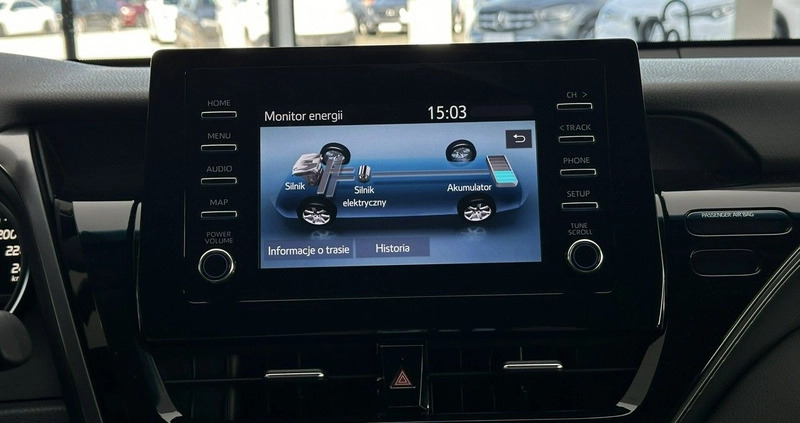 HOME
MENU
AUDIO
MAP
POWER
VOLUME
Monitor energii 15:03
Silnik
Silnik
elektryczny
Akumulator
Informacje o trasie Historia
CH >
< TRACK
PHONE
SETUP
TUNE
SCROLL
PASSENGER AIR BAG
200